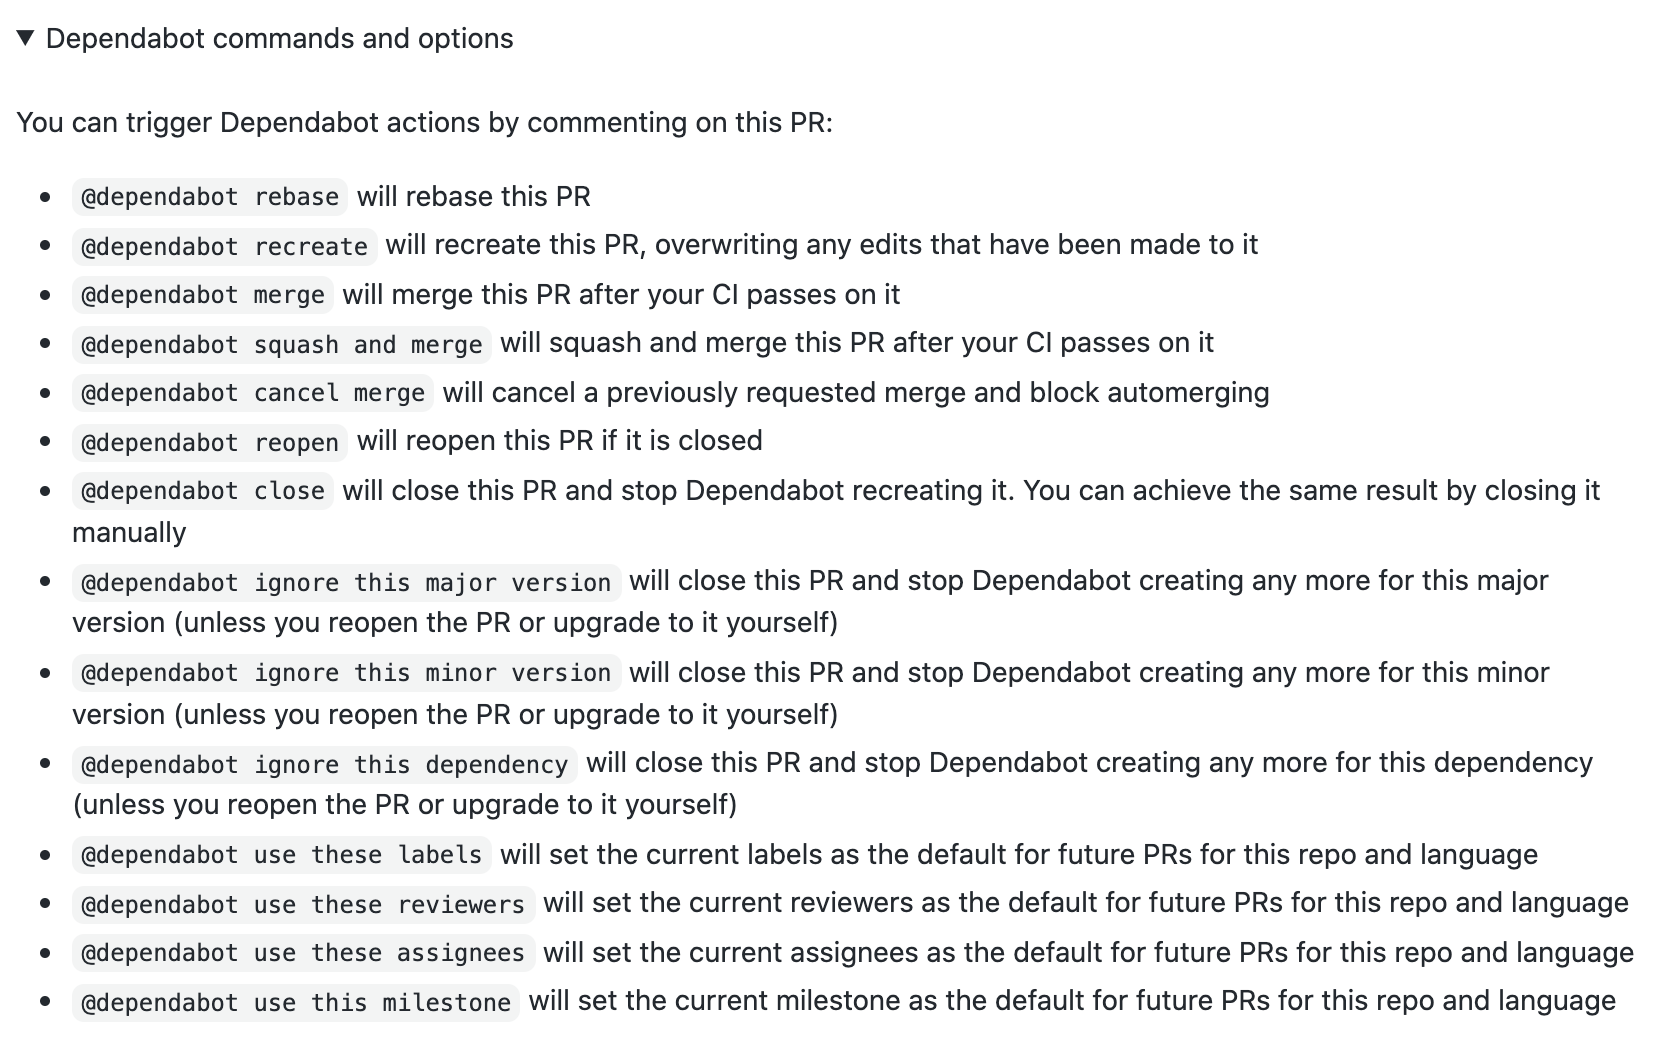 ▼ Dependabot commands and options
You can trigger Dependabot actions by commenting on this PR:
• @dependabot rebase will rebase this PR
• @dependabot recreate will recreate this PR, overwriting any edits that have been made to it
• @dependabot merge will merge this PR after your CI passes on it
• @dependabot squash and merge will squash and merge this PR after your CI passes on it
• @dependabot cancel merge will cancel a previously requested merge and block automerging
• @dependabot reopen will reopen this PR if it is closed
• @dependabot close will close this PR and stop Dependabot recreating it. You can achieve the same result by closing it
manually
• @dependabot ignore this major version will close this PR and stop Dependabot creating any more for this major
version (unless you reopen the PR or upgrade to it yourself)
• @dependabot ignore this minor version will close this PR and stop Dependabot creating any more for this minor
version (unless you reopen the PR or upgrade to it yourself)
• @dependabot ignore this dependency will close this PR and stop Dependabot creating any more for this dependency
(unless you reopen the PR or upgrade to it yourself)
• @dependabot use these labels will set the current labels as the default for future PRs for this repo and language
• @dependabot use these reviewers will set the current reviewers as the default for future PRs for this repo and language
• @dependabot use these assignees will set the current assignees as the default for future PRs for this repo and language
• @dependabot use this milestone will set the current milestone as the default for future PRs for this repo and language